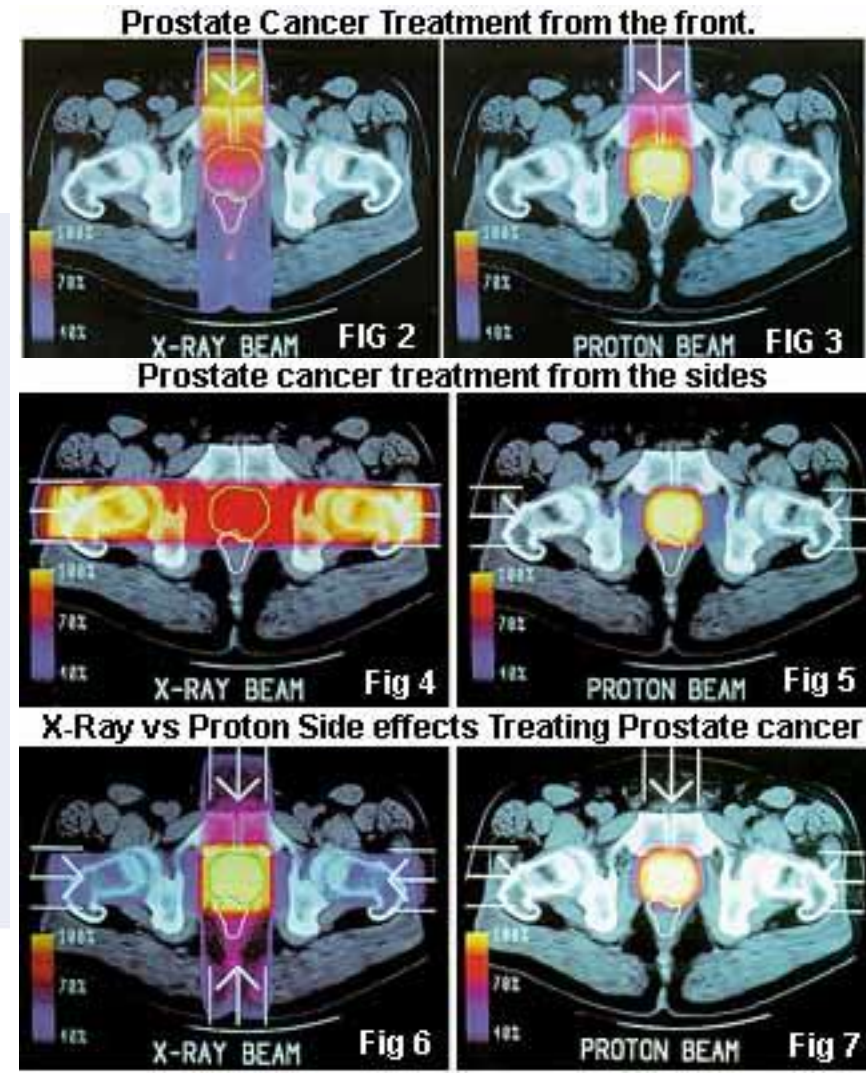 Prostate Cancer Treatment from the front.
100%
70%
40%
X-RAY BEAM
FIG 2
100%
70%
40%
PROTON BEAM
FIG 3
Prostate cancer treatment from the sides
100%
70%
40%
X-RAY BEAM
Fig 4
100%
70%
40%
PROTON BEAM
Fig 5
X-Ray vs Proton Side effects Treating Prostate cancer
100%
70%
40%
X-RAY BEAM
Fig 6
100%
70%
40%
PROTON BEAM
Fig 7